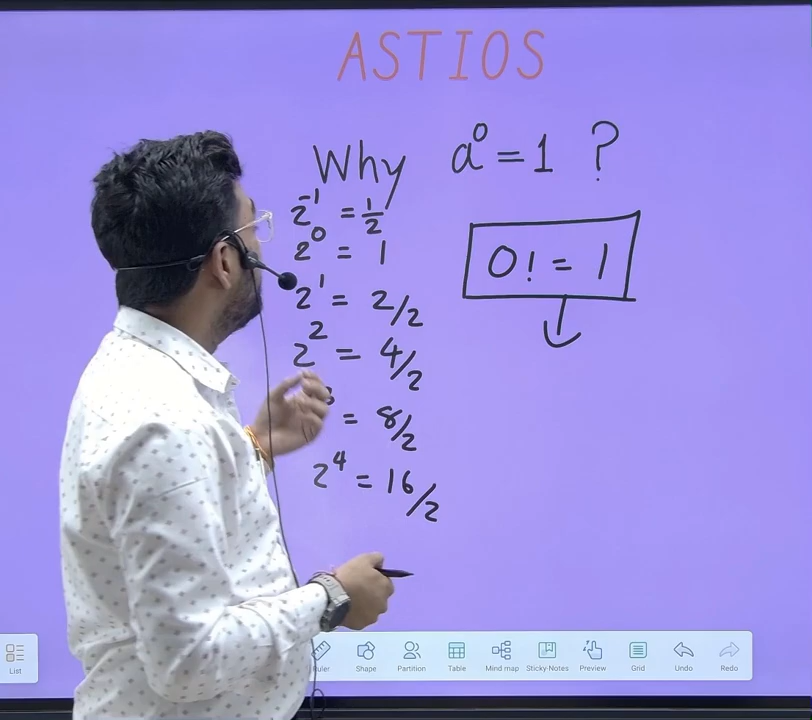 ASTIOS
Why a⁰ = 1 ?
2⁻¹ = 1/2
2⁰ = 1
0! = 1
2¹ = 2/2
2² = 4/2
³ = 8/2
2⁴ = 16/2
List
Ruler
Shape
Partition
Table
Mind map
Sticky-Notes
Preview
Grid
Undo
Redo